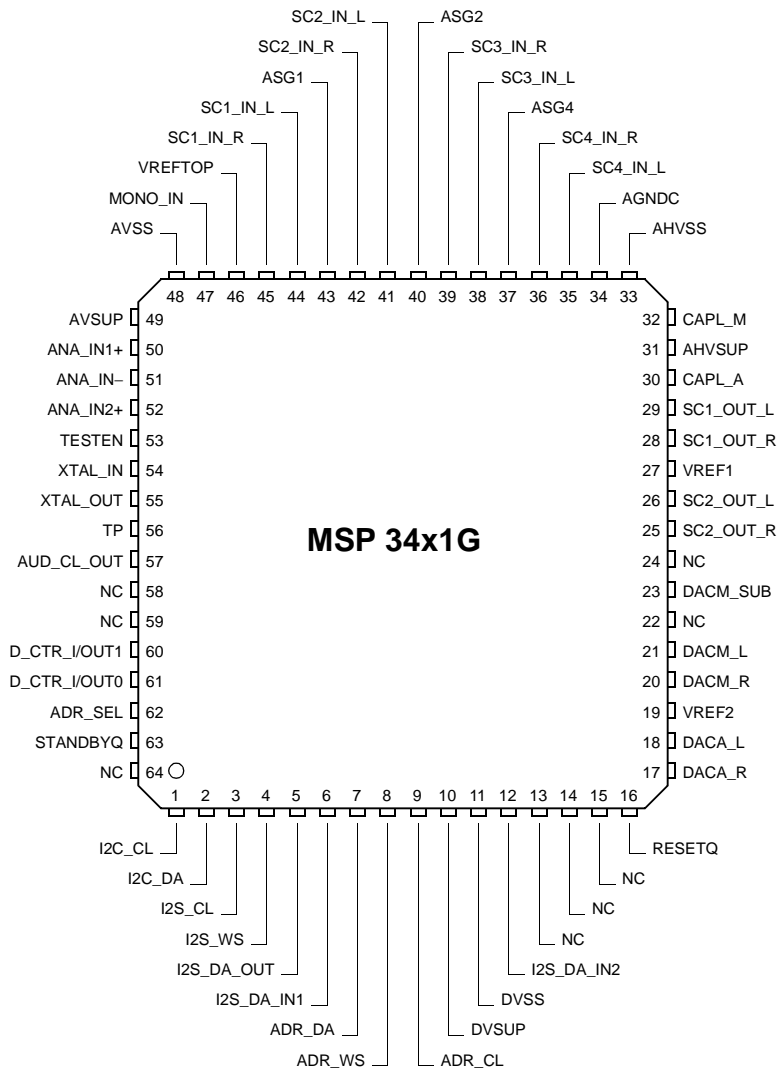 SC2_IN_L ASG2
SC2_IN_R SC3_IN_R
ASG1 SC3_IN_L
SC1_IN_L ASG4
SC1_IN_R SC4_IN_R
VREFTOP SC4_IN_L
MONO_IN AGNDC
AVSS AHVSS
48 47 46 45 44 43 42 41 40 39 38 37 36 35 34 33
AVSUP 49 32 CAPL_M
ANA_IN1+ 50 31 AHVSUP
ANA_IN− 51 30 CAPL_A
ANA_IN2+ 52 29 SC1_OUT_L
TESTEN 53 28 SC1_OUT_R
XTAL_IN 54 27 VREF1
XTAL_OUT 55 26 SC2_OUT_L
TP 56 25 SC2_OUT_R
MSP 34x1G
AUD_CL_OUT 57 24 NC
NC 58 23 DACM_SUB
NC 59 22 NC
D_CTR_I/OUT1 60 21 DACM_L
D_CTR_I/OUT0 61 20 DACM_R
ADR_SEL 62 19 VREF2
STANDBYQ 63 18 DACA_L
NC 64 17 DACA_R
1 2 3 4 5 6 7 8 9 10 11 12 13 14 15 16
I2C_CL RESETQ
I2C_DA NC
I2S_CL NC
I2S_WS NC
I2S_DA_OUT I2S_DA_IN2
I2S_DA_IN1 DVSS
ADR_DA DVSUP
ADR_WS ADR_CL